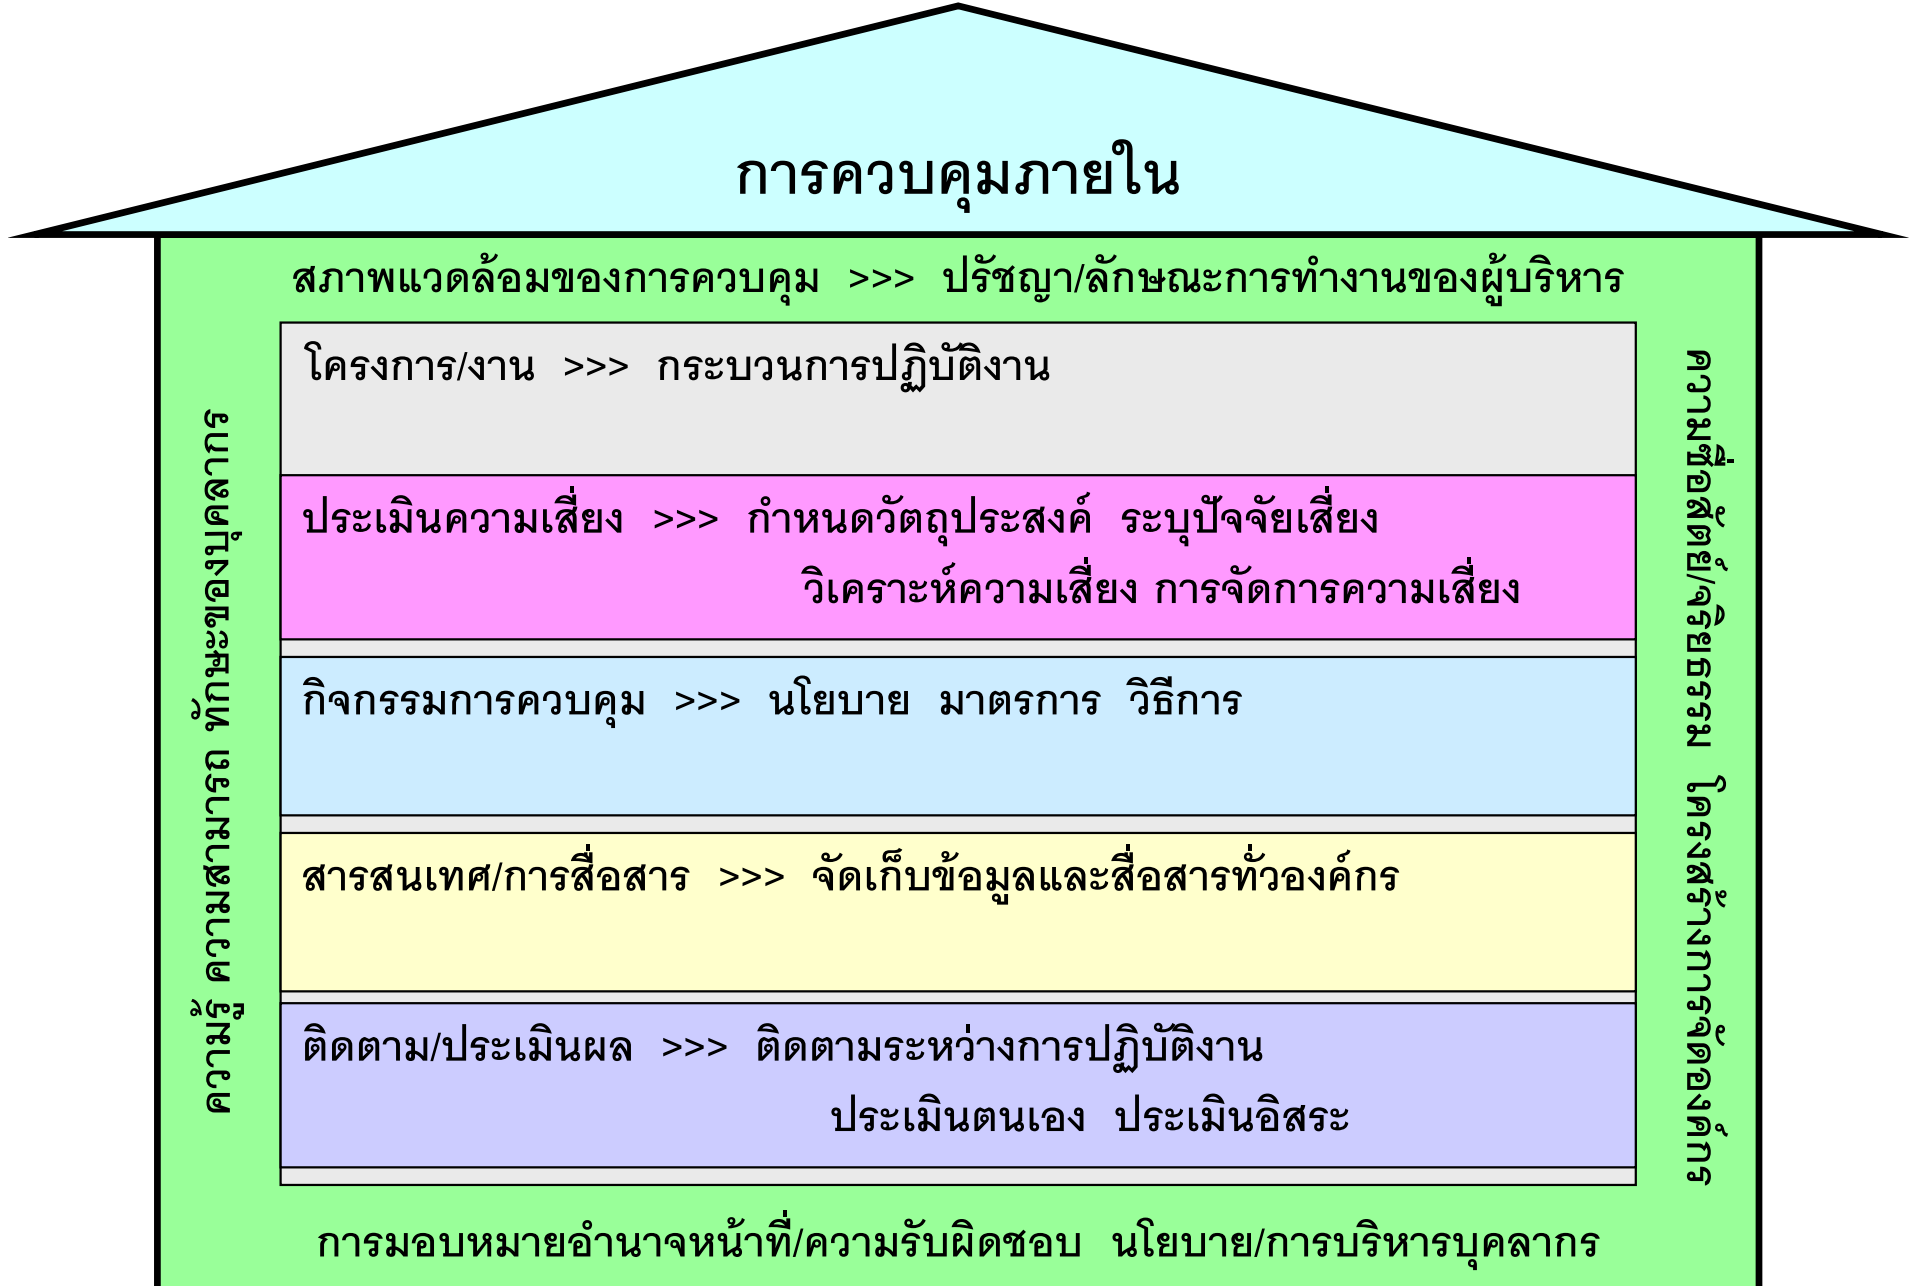 การควบคุมภายใน
สภาพแวดล้อมของการควบคุม >>> ปรัชญา/ลักษณะการทำงานของผู้บริหาร
โครงการ/งาน >>> กระบวนการปฏิบัติงาน
ประเมินความเสี่ยง >>> กำหนดวัตถุประสงค์ ระบุปัจจัยเสี่ยง
วิเคราะห์ความเสี่ยง การจัดการความเสี่ยง
กิจกรรมการควบคุม >>> นโยบาย มาตรการ วิธีการ
สารสนเทศ/การสื่อสาร >>> จัดเก็บข้อมูลและสื่อสารทั่วองค์กร
ติดตาม/ประเมินผล >>> ติดตามระหว่างการปฏิบัติงาน
ประเมินตนเอง ประเมินอิสระ
ความรู้ ความสามารถ ทักษะของบุคลากร
ความซื่อสัตย์/จริยธรรม โครงสร้างการจัดองค์กร
การมอบหมายอำนาจหน้าที่/ความรับผิดชอบ นโยบาย/การบริหารบุคลากร